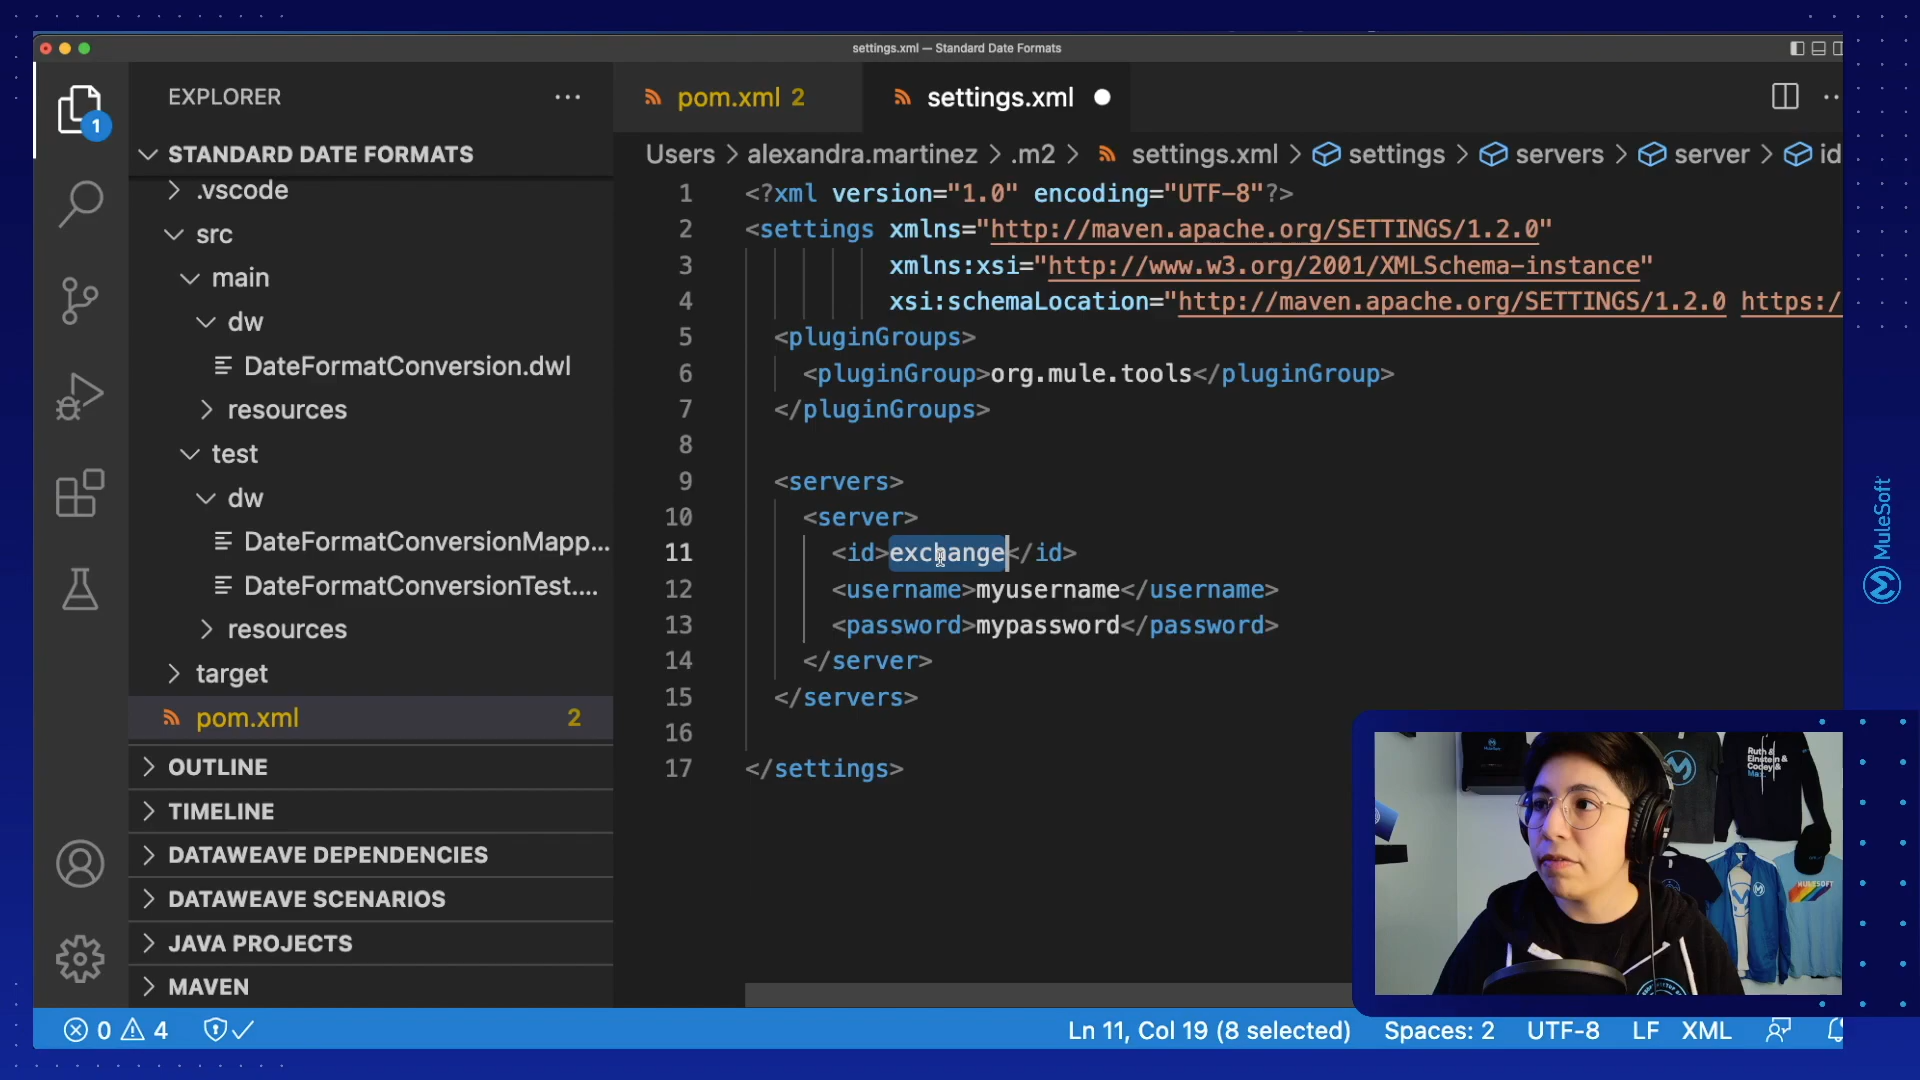 settings.xml — Standard Date Formats
EXPLORER
pom.xml 2
settings.xml
1
STANDARD DATE FORMATS
.vscode
src
main
dw
DateFormatConversion.dwl
resources
test
dw
DateFormatConversionMapp...
DateFormatConversionTest....
resources
target
pom.xml 2
OUTLINE
TIMELINE
DATAWEAVE DEPENDENCIES
DATAWEAVE SCENARIOS
JAVA PROJECTS
MAVEN
Users > alexandra.martinez > .m2 > settings.xml > settings > servers > server > id
1 <?xml version="1.0" encoding="UTF-8"?>
2 <settings xmlns="http://maven.apache.org/SETTINGS/1.2.0"
3 xmlns:xsi="http://www.w3.org/2001/XMLSchema-instance"
4 xsi:schemaLocation="http://maven.apache.org/SETTINGS/1.2.0 https:/
5 <pluginGroups>
6 <pluginGroup>org.mule.tools</pluginGroup>
7 </pluginGroups>
8
9 <servers>
10 <server>
11 <id>exchange</id>
12 <username>myusername</username>
13 <password>mypassword</password>
14 </server>
15 </servers>
16
17 </settings>
MuleSoft
Ruth &
Einstein &
Codey &
Max.
MULESOFT
0 4
Ln 11, Col 19 (8 selected) Spaces: 2 UTF-8 LF XML